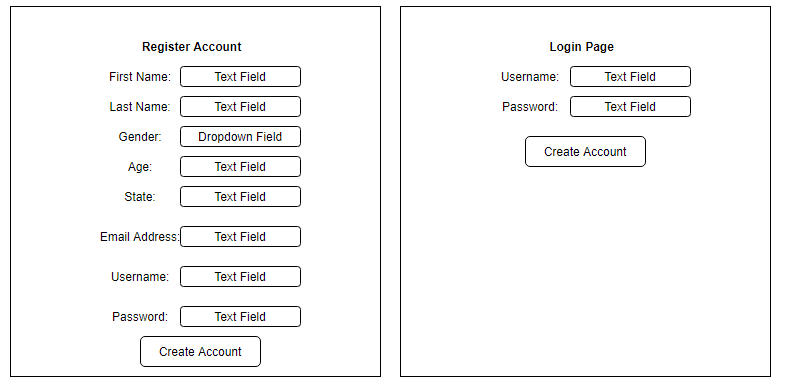 Register Account
First Name: Text Field
Last Name: Text Field
Gender: Dropdown Field
Age: Text Field
State: Text Field
Email Address: Text Field
Username: Text Field
Password: Text Field
Create Account
Login Page
Username: Text Field
Password: Text Field
Create Account